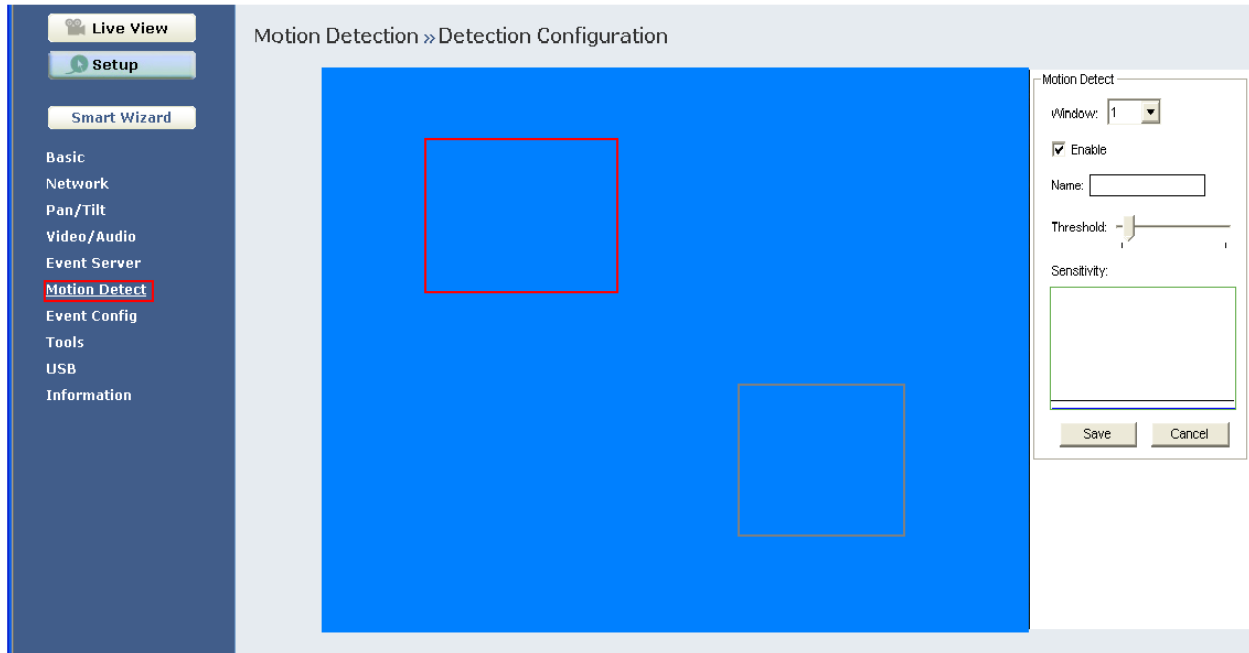 Live View
Setup
Smart Wizard
Basic
Network
Pan/Tilt
Video/Audio
Event Server
Motion Detect
Event Config
Tools
USB
Information
Motion Detection » Detection Configuration
Motion Detect
Window: 1
Enable
Name:
Threshold:
Sensitivity:
Save Cancel